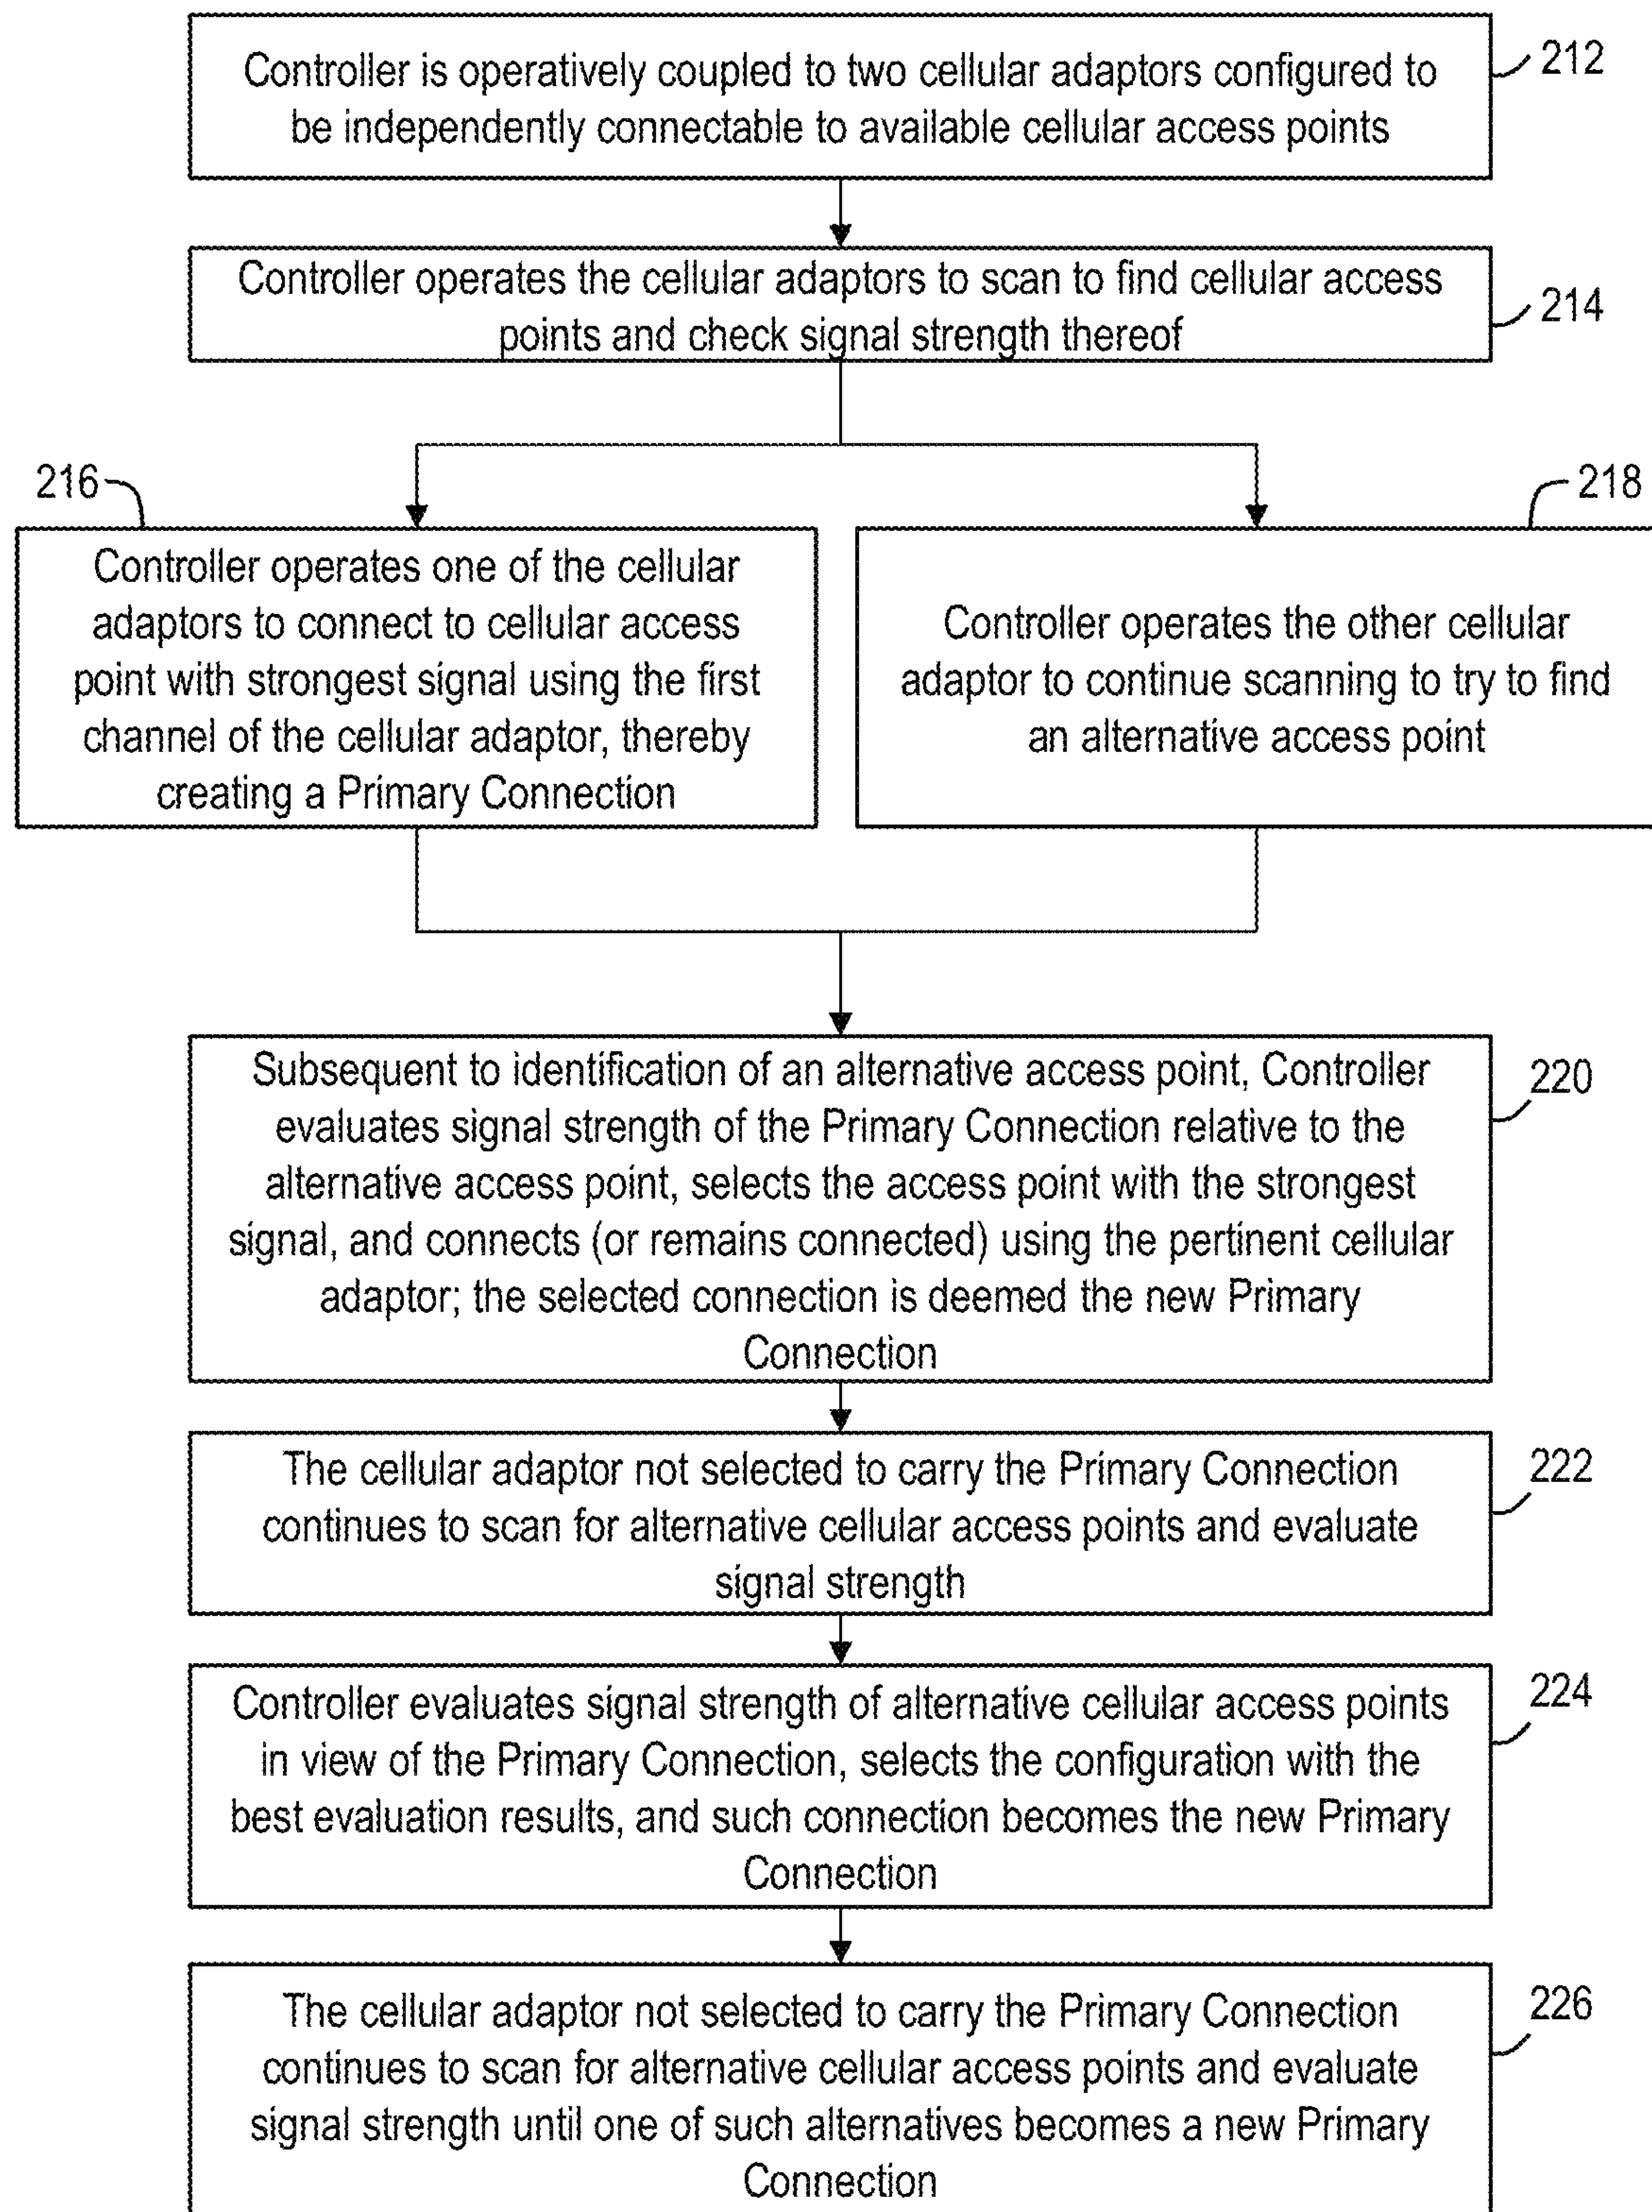 Controller is operatively coupled to two cellular adaptors configured to
be independently connectable to available cellular access points
212
Controller operates the cellular adaptors to scan to find cellular access
points and check signal strength thereof
214
216
Controller operates one of the cellular
adaptors to connect to cellular access
point with strongest signal using the first
channel of the cellular adaptor, thereby
creating a Primary Connection
218
Controller operates the other cellular
adaptor to continue scanning to try to find
an alternative access point
Subsequent to identification of an alternative access point, Controller
evaluates signal strength of the Primary Connection relative to the
alternative access point, selects the access point with the strongest
signal, and connects (or remains connected) using the pertinent cellular
adaptor; the selected connection is deemed the new Primary
Connection
220
The cellular adaptor not selected to carry the Primary Connection
continues to scan for alternative cellular access points and evaluate
signal strength
222
Controller evaluates signal strength of alternative cellular access points
in view of the Primary Connection, selects the configuration with the
best evaluation results, and such connection becomes the new Primary
Connection
224
The cellular adaptor not selected to carry the Primary Connection
continues to scan for alternative cellular access points and evaluate
signal strength until one of such alternatives becomes a new Primary
Connection
226